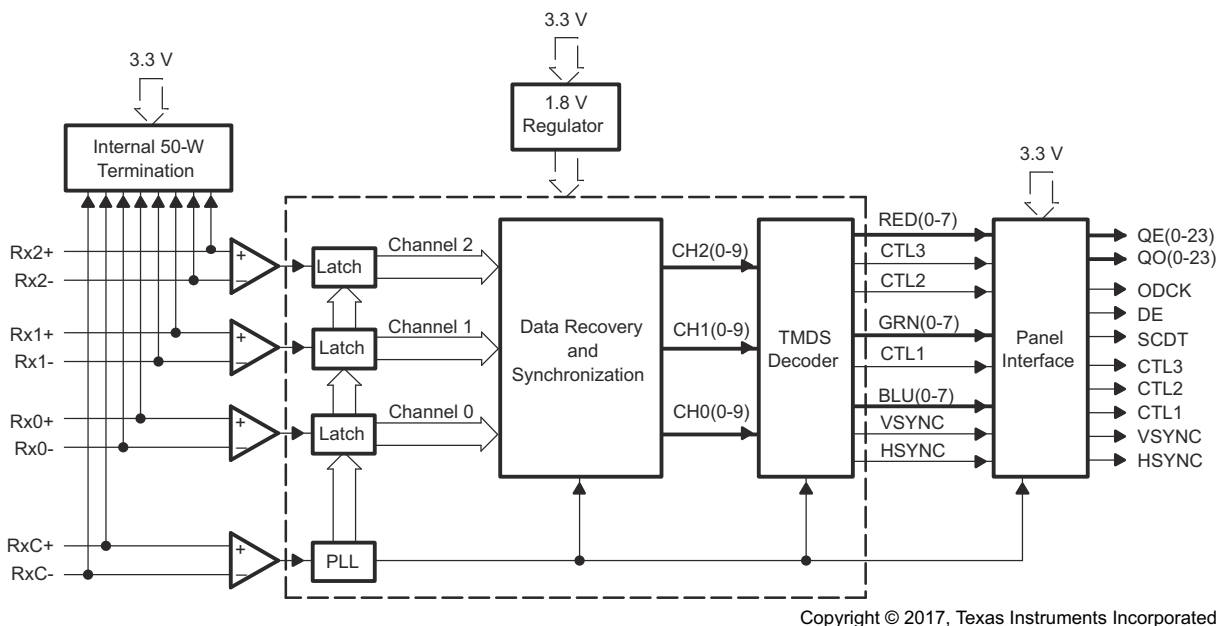 3.3 V
3.3 V
1.8 V
Regulator
Internal 50-W
Termination
3.3 V
Rx2+
Rx2-
Rx1+
Rx1-
Rx0+
Rx0-
RxC+
RxC-
+
−
+
−
+
−
+
−
Latch
Latch
Latch
PLL
Channel 2
Channel 1
Channel 0
Data Recovery
and
Synchronization
CH2(0-9)
CH1(0-9)
CH0(0-9)
TMDS
Decoder
RED(0-7)
CTL3
CTL2
GRN(0-7)
CTL1
BLU(0-7)
VSYNC
HSYNC
Panel
Interface
QE(0-23)
QO(0-23)
ODCK
DE
SCDT
CTL3
CTL2
CTL1
VSYNC
HSYNC
Copyright © 2017, Texas Instruments Incorporated